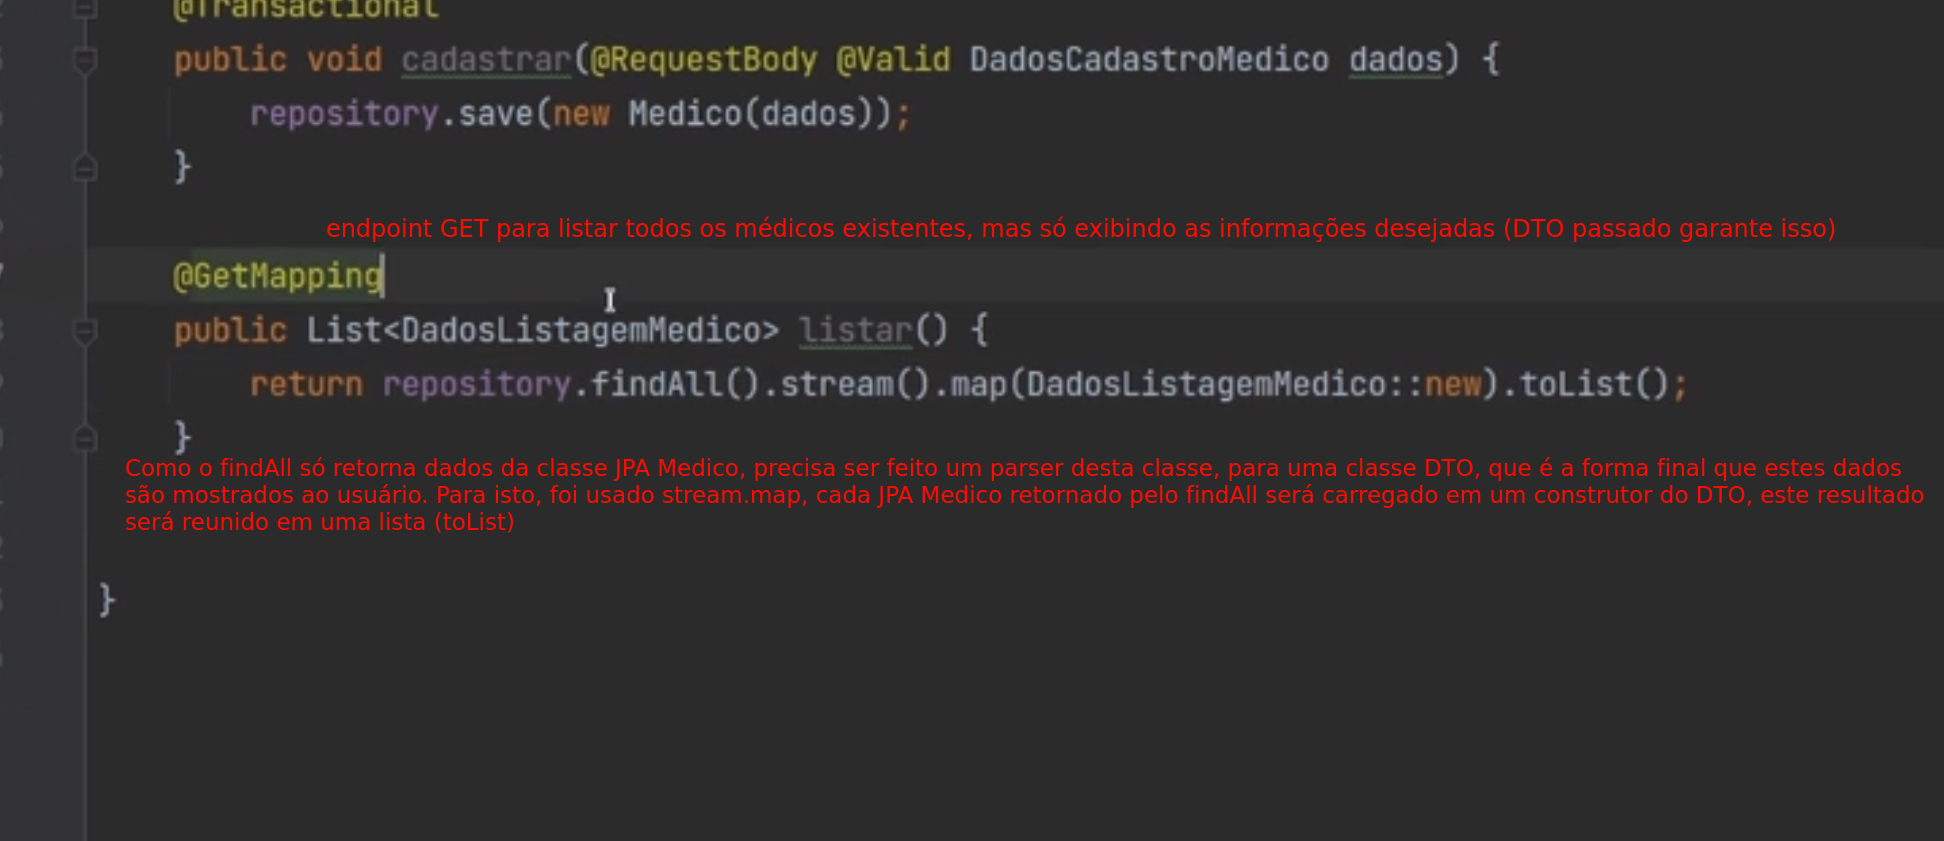 @Transactional
public void cadastrar(@RequestBody @Valid DadosCadastroMedico dados) {
repository.save(new Medico(dados));
}
endpoint GET para listar todos os médicos existentes, mas só exibindo as informações desejadas (DTO passado garante isso)
@GetMapping
public List<DadosListagemMedico> listar() {
return repository.findAll().stream().map(DadosListagemMedico::new).toList();
}
Como o findAll só retorna dados da classe JPA Medico, precisa ser feito um parser desta classe, para uma classe DTO, que é a forma final que estes dados
são mostrados ao usuário. Para isto, foi usado stream.map, cada JPA Medico retornado pelo findAll será carregado em um construtor do DTO, este resultado
será reunido em uma lista (toList)
}